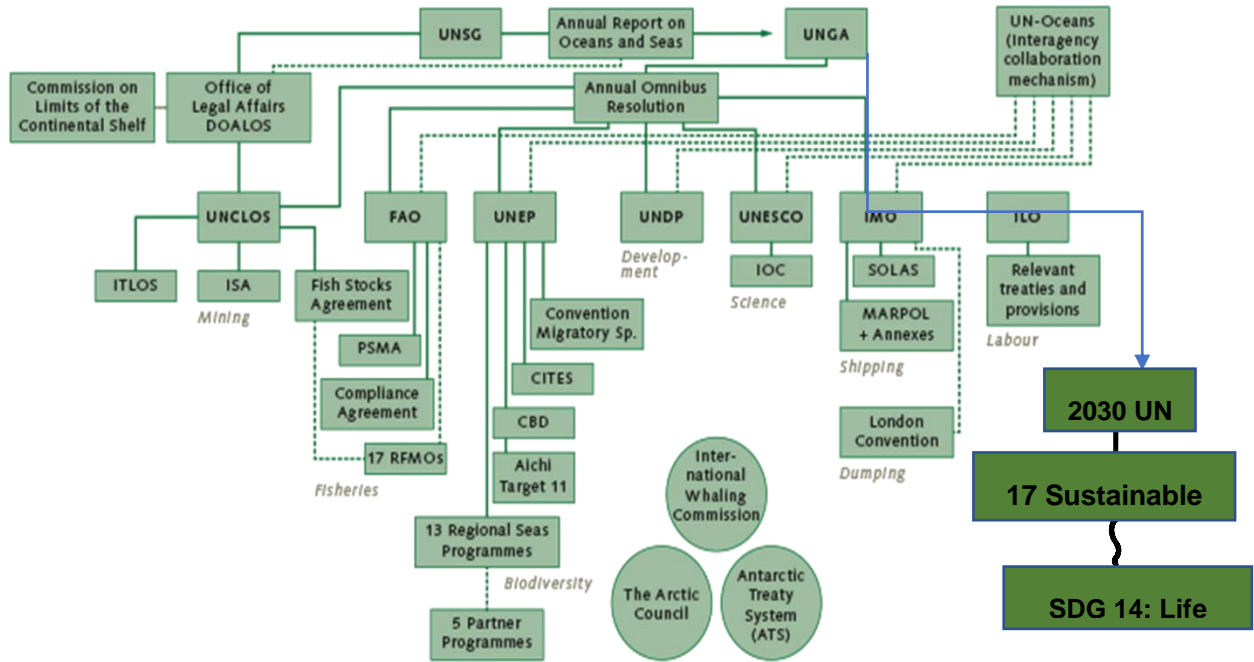 UNSG
Annual Report on
Oceans and Seas
UNGA
UN-Oceans
(Interagency
collaboration
mechanism)
Commission on
Limits of the
Continental Shelf
Office of
Legal Affairs
DOALOS
Annual Omnibus
Resolution
UNCLOS
FAO
UNEP
UNDP
UNESCO
IMO
ILO
Develop-
ment
ITLOS
ISA
Mining
Fish Stocks
Agreement
IOC
Science
SOLAS
Relevant
treaties and
provisions
Labour
PSMA
Convention
Migratory Sp.
MARPOL
+ Annexes
Shipping
Compliance
Agreement
CITES
CBD
17 RFMOs
Fisheries
Aichi
Target 11
London
Convention
Dumping
13 Regional Seas
Programmes
Biodiversity
5 Partner
Programmes
Inter-
national
Whaling
Commission
The Arctic
Council
Antarctic
Treaty
System
(ATS)
2030 UN
17 Sustainable
SDG 14: Life